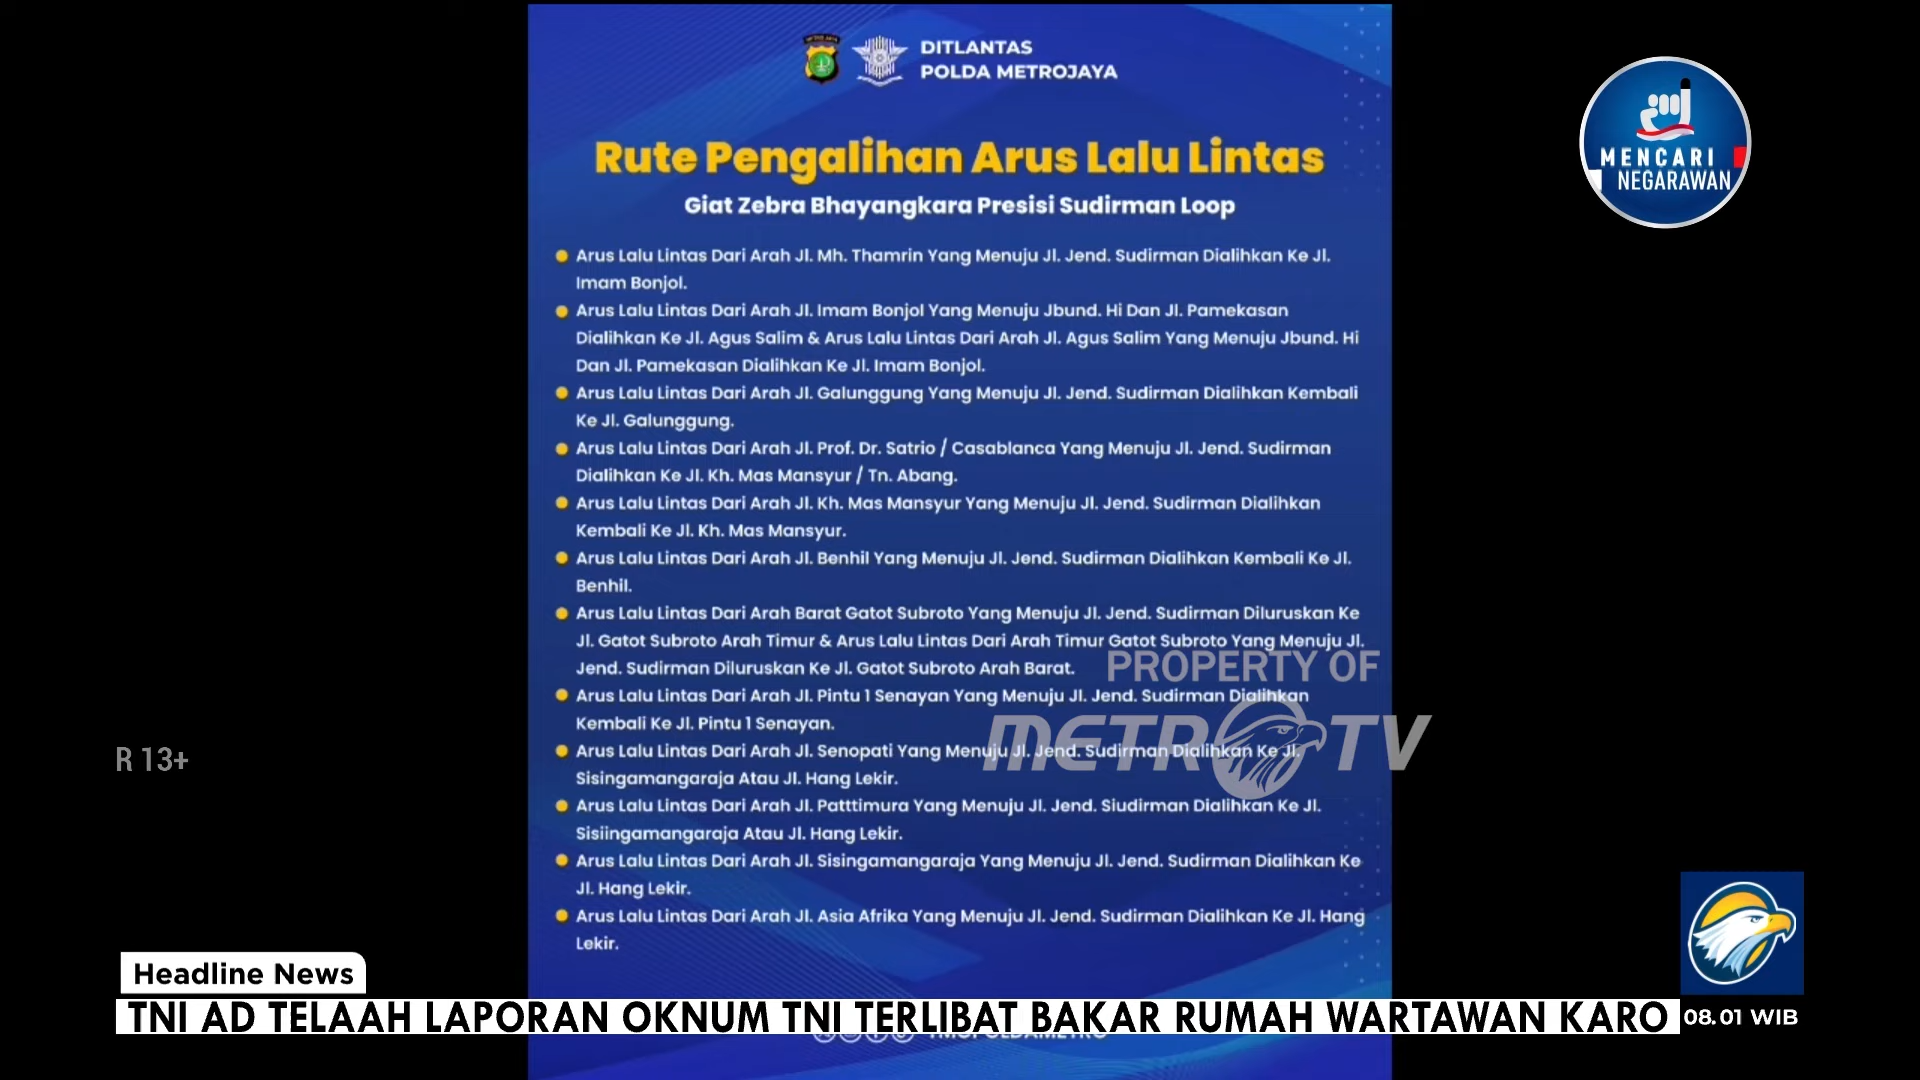 DITLANTAS
POLDA METROJAYA
Rute Pengalihan Arus Lalu Lintas
Giat Zebra Bhayangkara Presisi Sudirman Loop
MENCARI
NEGARAWAN
Arus Lalu Lintas Dari Arah Jl. Mh. Thamrin Yang Menuju Jl. Jend. Sudirman Dialihkan Ke Jl.
Imam Bonjol.
Arus Lalu Lintas Dari Arah Jl. Imam Bonjol Yang Menuju Jbund. Hi Dan Jl. Pamekasan
Dialihkan Ke Jl. Agus Salim & Arus Lalu Lintas Dari Arah Jl. Agus Salim Yang Menuju Jbund. Hi
Dan Jl. Pamekasan Dialihkan Ke Jl. Imam Bonjol.
Arus Lalu Lintas Dari Arah Jl. Galunggung Yang Menuju Jl. Jend. Sudirman Dialihkan Kembali
Ke Jl. Galunggung.
Arus Lalu Lintas Dari Arah Jl. Prof. Dr. Satrio / Casablanca Yang Menuju Jl. Jend. Sudirman
Dialihkan Ke Jl. Kh. Mas Mansyur / Tn. Abang.
Arus Lalu Lintas Dari Arah Jl. Kh. Mas Mansyur Yang Menuju Jl. Jend. Sudirman Dialihkan
Kembali Ke Jl. Kh. Mas Mansyur.
Arus Lalu Lintas Dari Arah Jl. Benhil Yang Menuju Jl. Jend. Sudirman Dialihkan Kembali Ke Jl.
Benhil.
Arus Lalu Lintas Dari Arah Barat Gatot Subroto Yang Menuju Jl. Jend. Sudirman Diluruskan Ke
Jl. Gatot Subroto Arah Timur & Arus Lalu Lintas Dari Arah Timur Gatot Subroto Yang Menuju Jl.
Jend. Sudirman Diluruskan Ke Jl. Gatot Subroto Arah Barat.
Arus Lalu Lintas Dari Arah Jl. Pintu 1 Senayan Yang Menuju Jl. Jend. Sudirman Dialihkan
Kembali Ke Jl. Pintu 1 Senayan.
Arus Lalu Lintas Dari Arah Jl. Senopati Yang Menuju Jl. Jend. Sudirman Dialihkan Ke Jl.
Sisingamangaraja Atau Jl. Hang Lekir.
Arus Lalu Lintas Dari Arah Jl. Patttimura Yang Menuju Jl. Jend. Siudirman Dialihkan Ke Jl.
Sisiingamangaraja Atau Jl. Hang Lekir.
Arus Lalu Lintas Dari Arah Jl. Sisingamangaraja Yang Menuju Jl. Jend. Sudirman Dialihkan Ke
Jl. Hang Lekir.
Arus Lalu Lintas Dari Arah Jl. Asia Afrika Yang Menuju Jl. Jend. Sudirman Dialihkan Ke Jl. Hang
Lekir.
PROPERTY OF
METRO TV
R 13+
Headline News
TNI AD TELAAH LAPORAN OKNUM TNI TERLIBAT BAKAR RUMAH WARTAWAN KARO
08.01 WIB